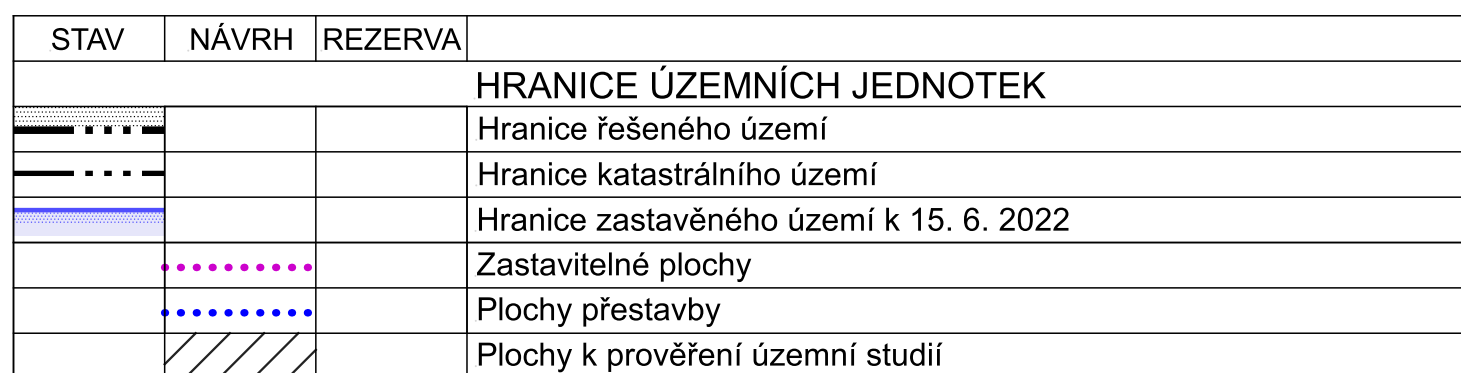 STAV NÁVRH REZERVA
HRANICE ÚZEMNÍCH JEDNOTEK
Hranice řešeného území
Hranice katastrálního území
Hranice zastavěného území k 15. 6. 2022
Zastavitelné plochy
Plochy přestavby
Plochy k prověření územní studií